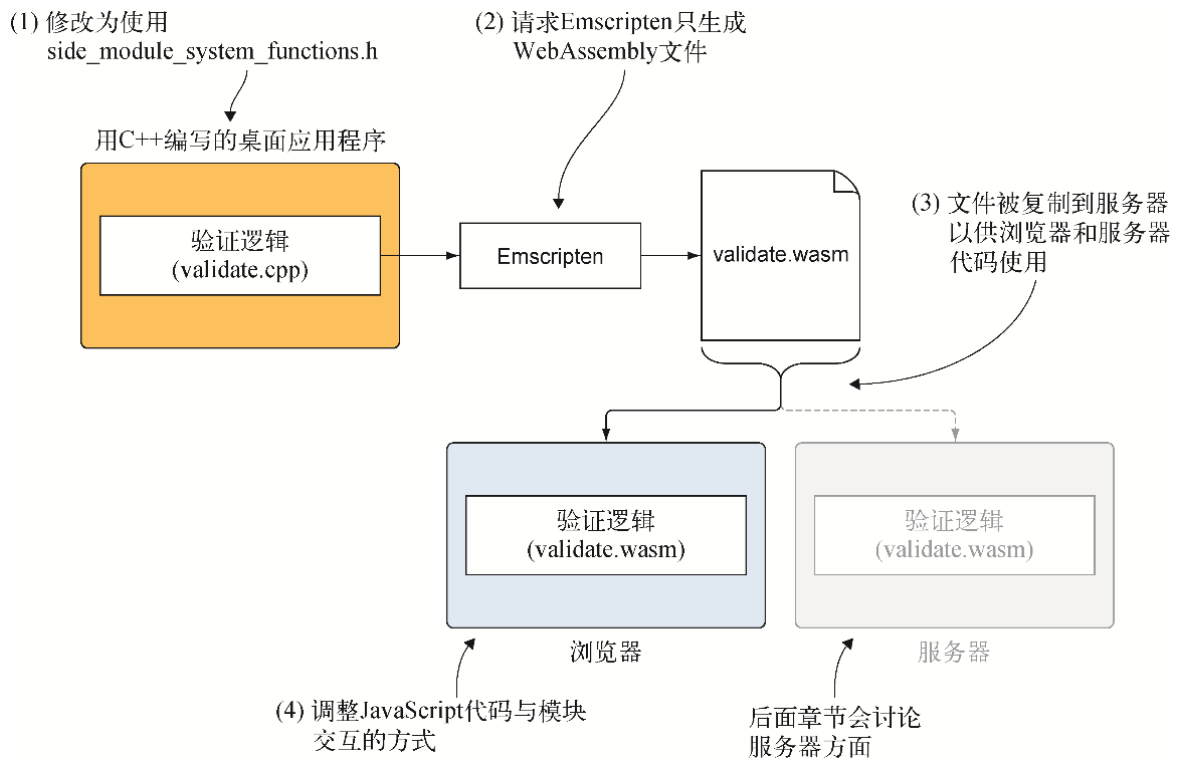 (1) 修改为使用
side_module_system_functions.h
(2) 请求Emscripten只生成
WebAssembly文件
用C++编写的桌面应用程序
验证逻辑
(validate.cpp)
Emscripten
validate.wasm
(3) 文件被复制到服务器
以供浏览器和服务器
代码使用
验证逻辑
(validate.wasm)
验证逻辑
(validate.wasm)
浏览器
服务器
(4) 调整JavaScript代码与模块
交互的方式
后面章节会讨论
服务器方面